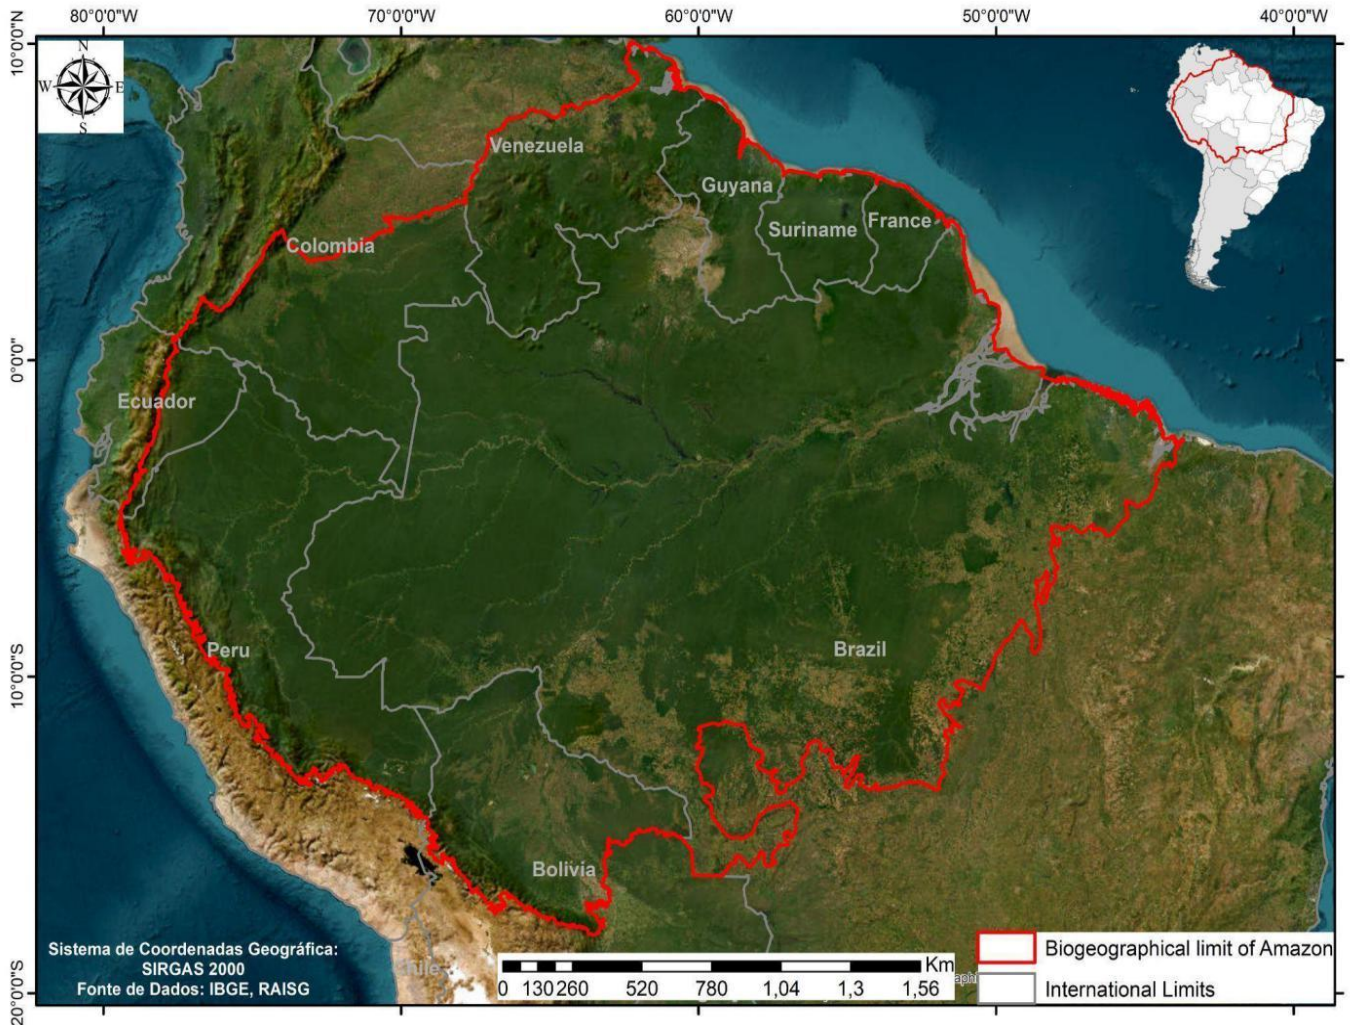 80°0'0"W 70°0'0"W 60°0'0"W 50°0'0"W 40°0'0"W
10°0'0"N
0°0'0"
10°0'0"S
20°0'0"S
N
W E
S
Venezuela
Guyana
Suriname
France
Colombia
Ecuador
Peru
Brazil
Bolívia
Chile
Sistema de Coordenadas Geográfica:
SIRGAS 2000
Fonte de Dados: IBGE, RAISG
Km
0 130 260 520 780 1,04 1,3 1,56
Biogeographical limit of Amazon
International Limits